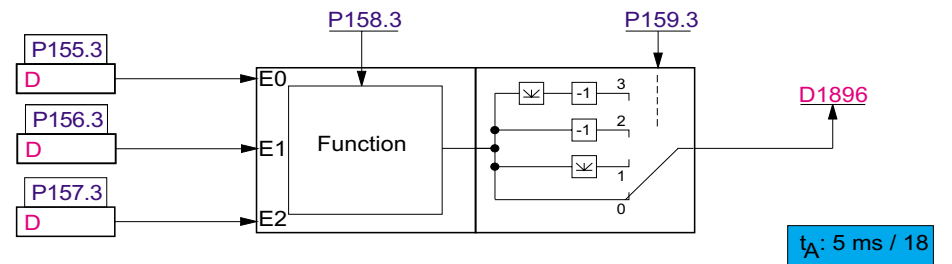 P158.3
P159.3
P155.3
D
E0
P156.3
D
E1
P157.3
D
E2
Function
-1
3
-1
2
1
0
D1896
tA: 5 ms / 18